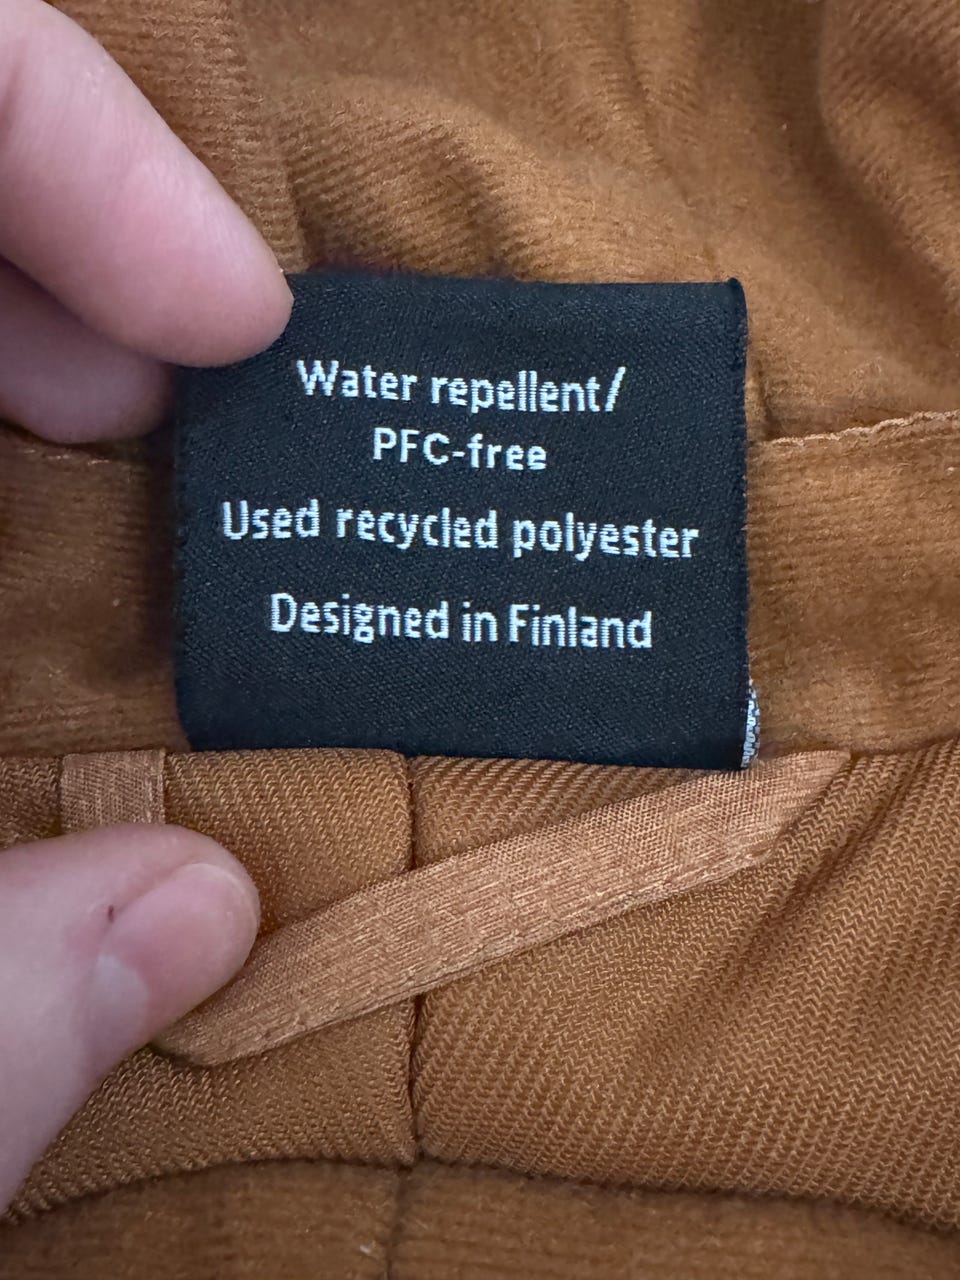 Water repellent/
PFC-free
Used recycled polyester
Designed in Finland